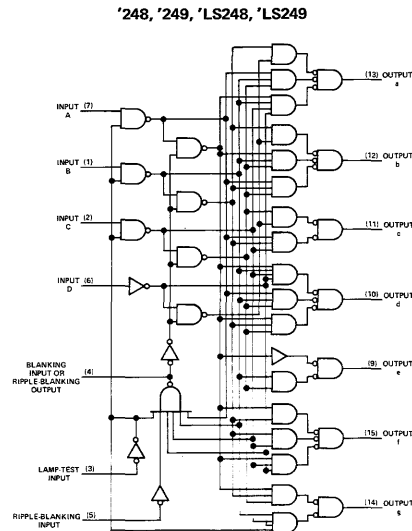 '248, '249, 'LS248, 'LS249
(13) OUTPUT
a
INPUT (7)
A
(12) OUTPUT
b
INPUT (1)
B
(11) OUTPUT
c
INPUT (2)
C
INPUT (6)
D
(10) OUTPUT
d
(9) OUTPUT
e
BLANKING
INPUT OR (4)
RIPPLE-BLANKING
OUTPUT
(15) OUTPUT
f
LAMP-TEST (3)
INPUT
(14) OUTPUT
g
RIPPLE-BLANKING (5)
INPUT